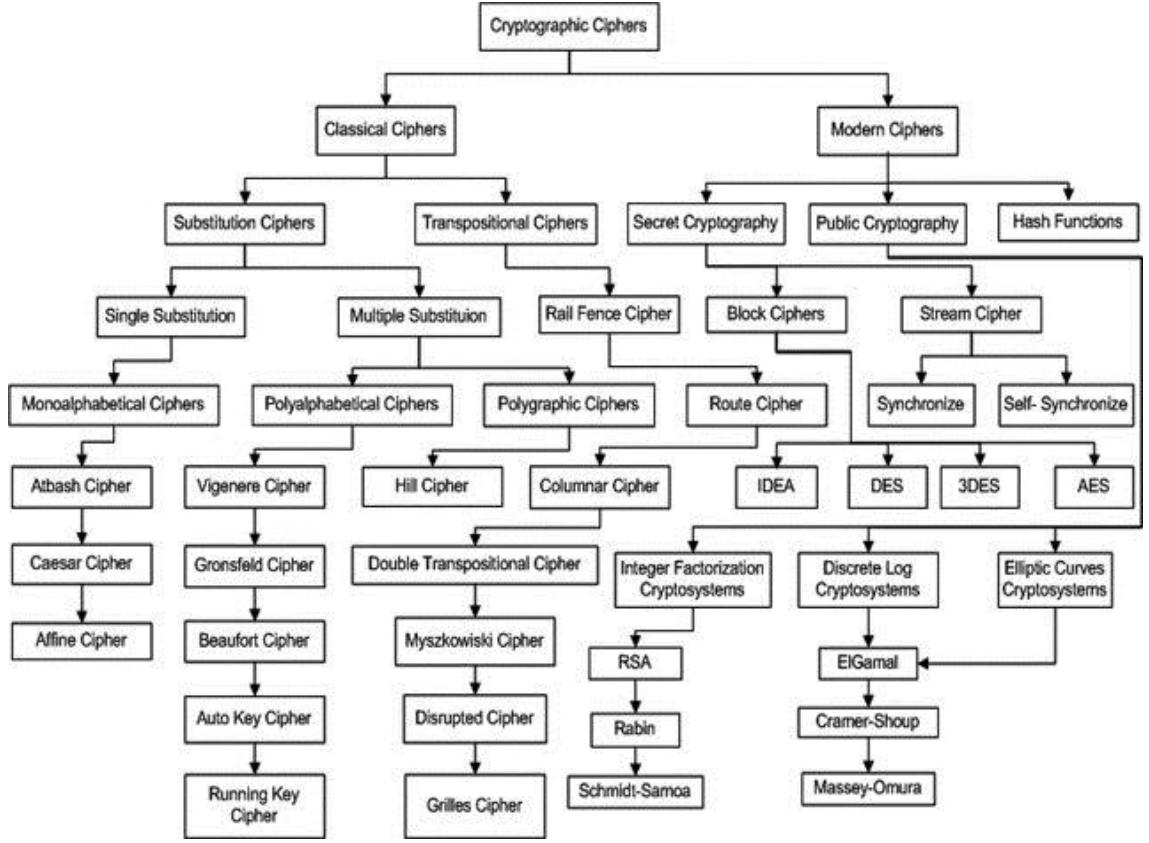 Cryptographic Ciphers
Classical Ciphers
Modern Ciphers
Substitution Ciphers
Transpositional Ciphers
Secret Cryptography
Public Cryptography
Hash Functions
Single Substitution
Multiple Substituion
Rail Fence Cipher
Block Ciphers
Stream Cipher
Monoalphabetical Ciphers
Polyalphabetical Ciphers
Polygraphic Ciphers
Route Cipher
Synchronize
Self- Synchronize
Atbash Cipher
Vigenere Cipher
Hill Cipher
Columnar Cipher
IDEA
DES
3DES
AES
Caesar Cipher
Gronsfeld Cipher
Double Transpositional Cipher
Integer Factorization
Cryptosystems
Discrete Log
Cryptosystems
Elliptic Curves
Cryptosystems
Affine Cipher
Beaufort Cipher
Myszkowiski Cipher
RSA
ElGamal
Auto Key Cipher
Disrupted Cipher
Rabin
Cramer-Shoup
Running Key
Cipher
Grilles Cipher
Schmidt-Samoa
Massey-Omura